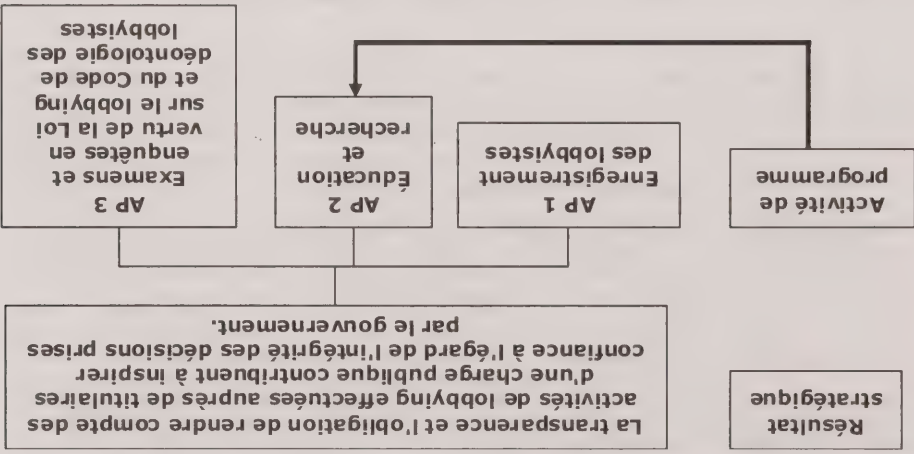 Résultat
stratégique
La transparence et l'obligation de rendre compte des
activités de lobbying effectuées auprès de titulaires
d'une charge publique contribuent à inspirer
confiance à l'égard de l'intégrité des décisions prises
par le gouvernement.
Activité de
programme
AP 1
Enregistrement
des lobbyistes
AP 2
Éducation
et
recherche
AP 3
Examens et
enquêtes en
vertu de la Loi
sur le lobbying
et du Code de
déontologie des
lobbyistes